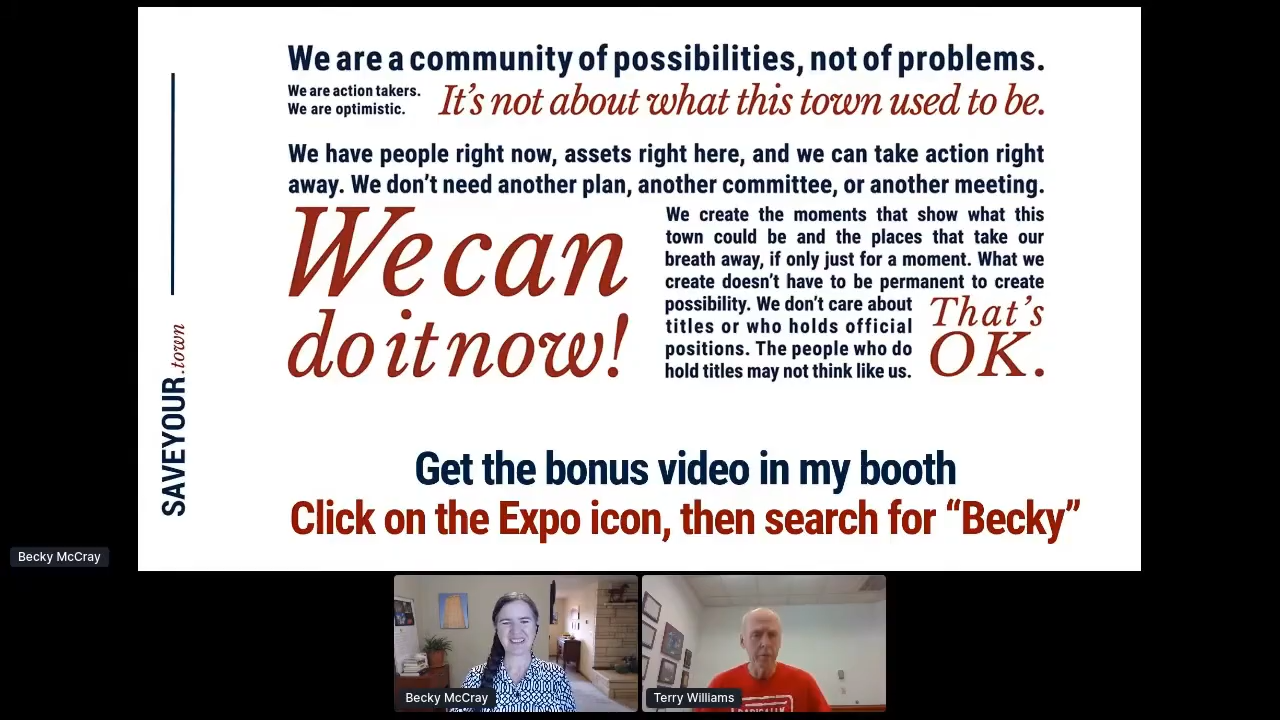 We are a community of possibilities, not of problems.
We are action takers.
We are optimistic.
It's not about what this town used to be.
We have people right now, assets right here, and we can take action right
away. We don't need another plan, another committee, or another meeting.
We can
do it now!
We create the moments that show what this
town could be and the places that take our
breath away, if only just for a moment. What we
create doesn't have to be permanent to create
possibility. We don't care about
titles or who holds official
positions. The people who do
hold titles may not think like us.
That's
OK.
SAVEYOUR.town
Get the bonus video in my booth
Click on the Expo icon, then search for “Becky”
Becky McCray
Becky McCray
Terry Williams